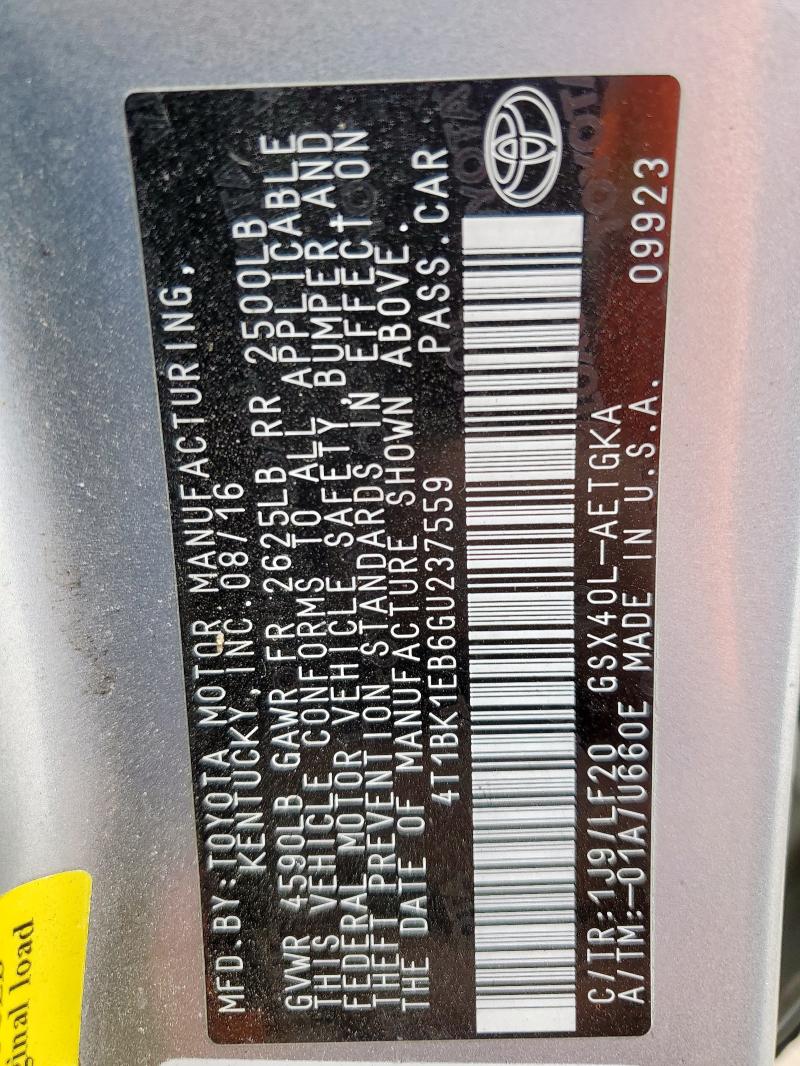 MFD.BY:TOYOTA MOTOR MANUFACTURING,
KENTUCKY, INC. 08/16
GVWR 4590LB GAWR FR 2625LB RR 2500LB
THIS VEHICLE CONFORMS TO ALL APPLICABLE
FEDERAL MOTOR VEHICLE SAFETY, BUMPER AND
THEFT PREVENTION STANDARDS IN EFFECT ON
THE DATE OF MANUFACTURE SHOWN ABOVE.
4T1BK1EB6GU237559 PASS.CAR
C/TR:1J9/LF20 GSX40L-AETGKA
A/TM:-01A/U660E MADE IN U.S.A. 09923
ginal load